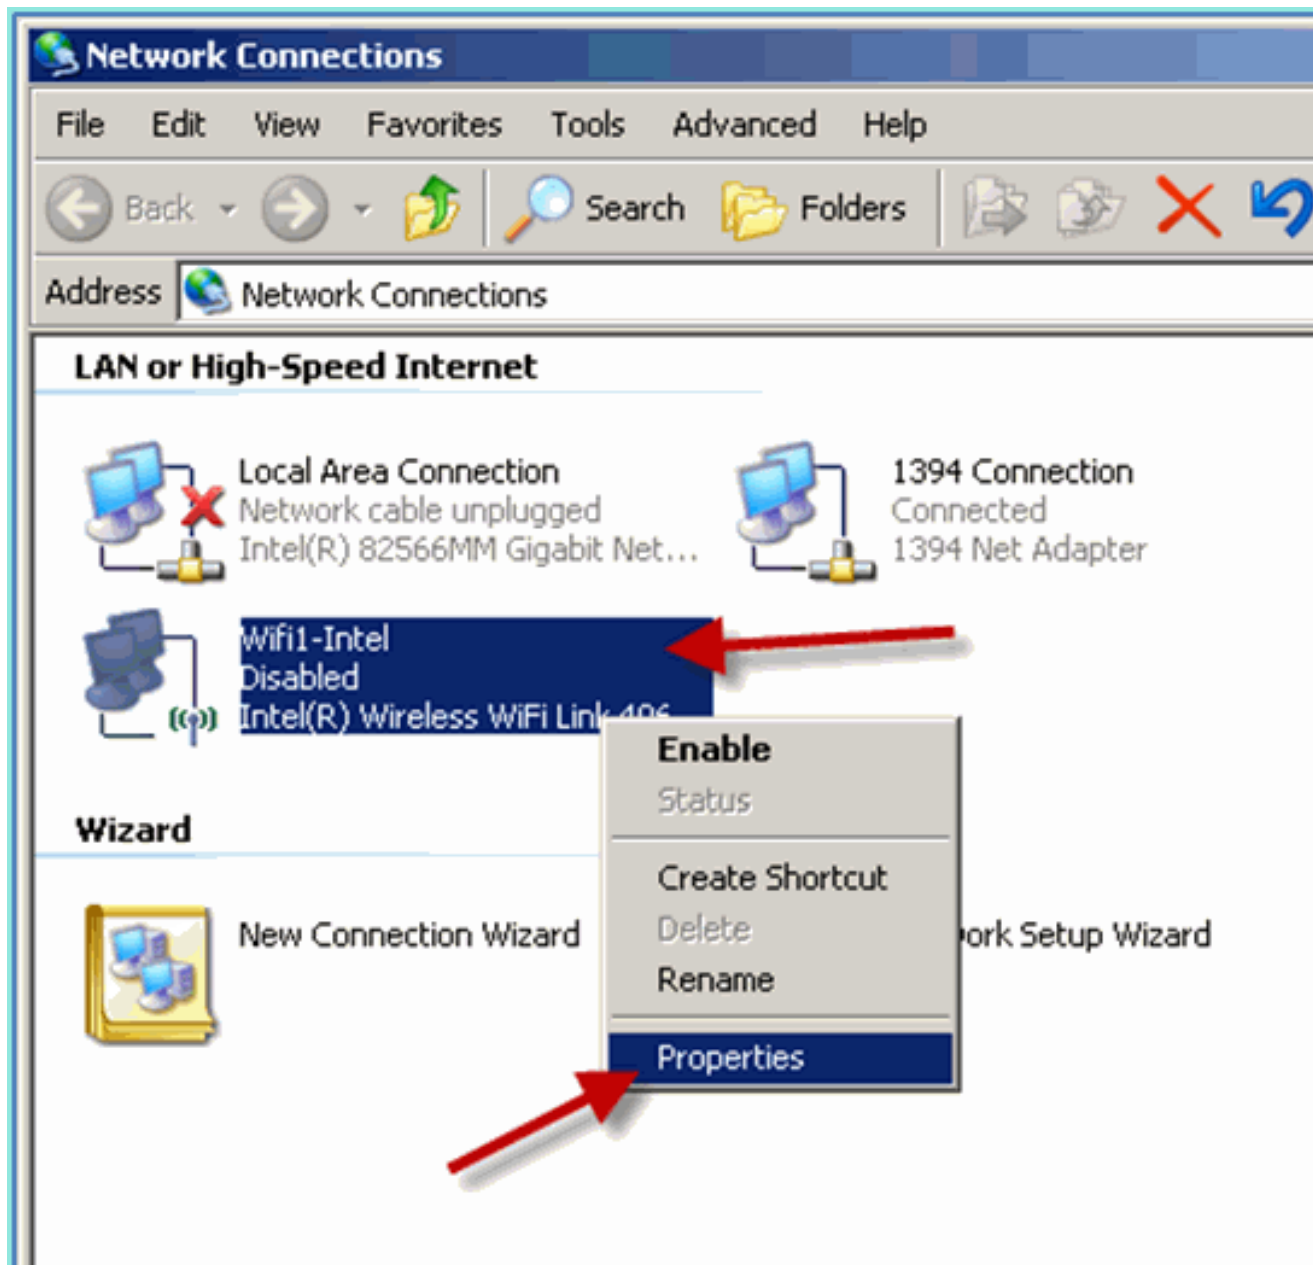 Network Connections
File Edit View Favorites Tools Advanced Help
Back Search Folders
Address Network Connections
LAN or High-Speed Internet
Local Area Connection
Network cable unplugged
Intel(R) 82566MM Gigabit Net...
1394 Connection
Connected
1394 Net Adapter
Wifi1-Intel
Disabled
Intel(R) Wireless WiFi Link
Enable
Status
Create Shortcut
Delete
Rename
Properties
Wizard
New Connection Wizard
Setup Wizard